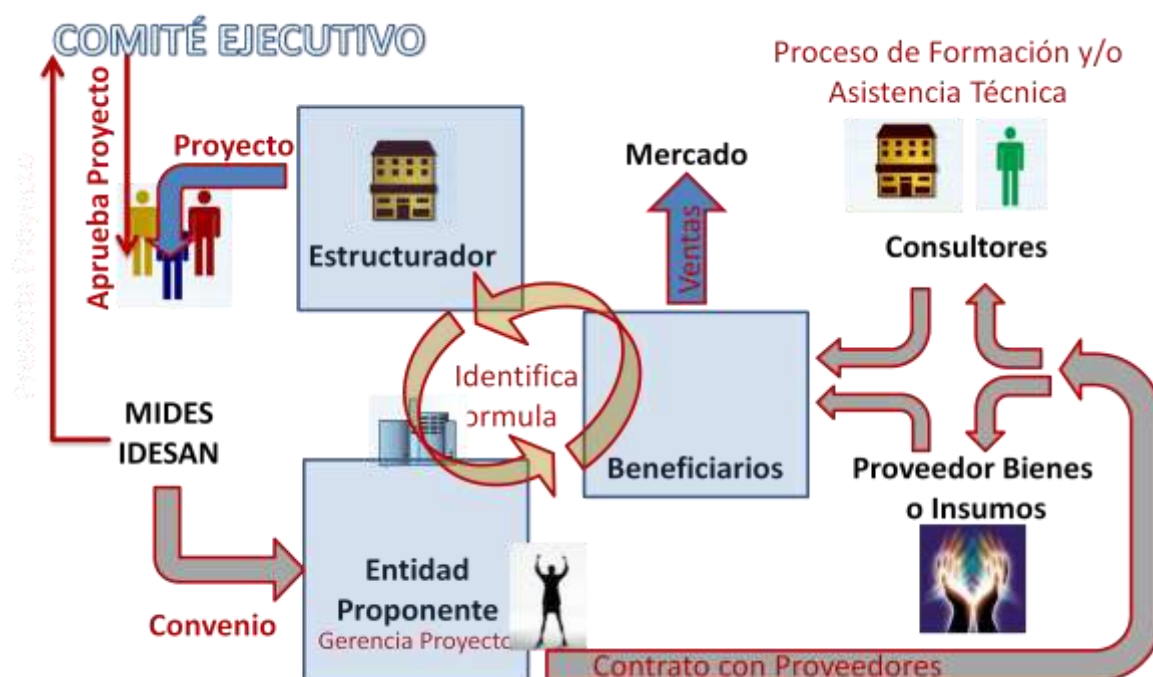 COMITÉ EJECUTIVO
Proceso de Formación y/o
Asistencia Técnica
Aprueba Proyecto
Proyecto
Mercado
Ventas
Estructurador
Consultores
Identifica
ormula
MIDES
IDESAN
Beneficiarios
Proveedor Bienes
o Insumos
Entidad
Proponente
Gerencia Proyecto
Convenio
Contrato con Proveedores